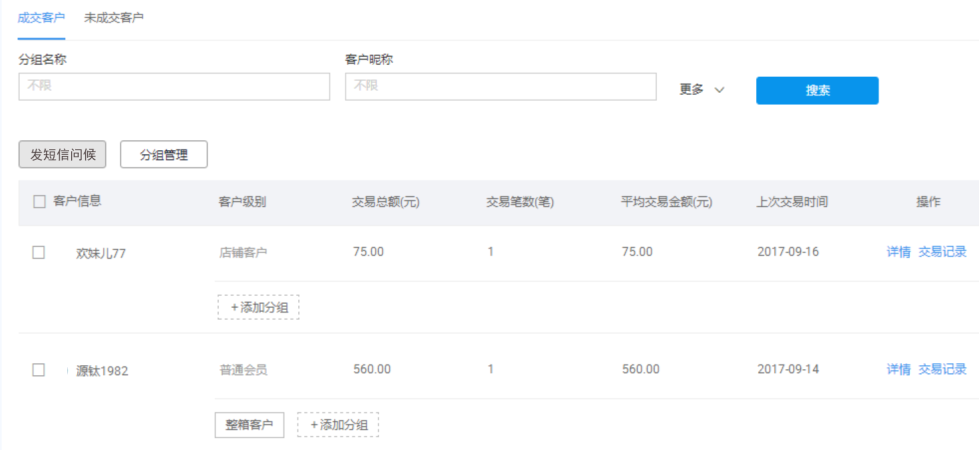 成交客户 未成交客户
分组名称 客户昵称
不限 不限 更多 搜索
发短信问候 分组管理
客户信息 客户级别 交易总额(元) 交易笔数(笔) 平均交易金额(元) 上次交易时间 操作
欢妹儿77 店铺客户 75.00 1 75.00 2017-09-16 详情 交易记录
+添加分组
源钛1982 普通会员 560.00 1 560.00 2017-09-14 详情 交易记录
整箱客户 +添加分组